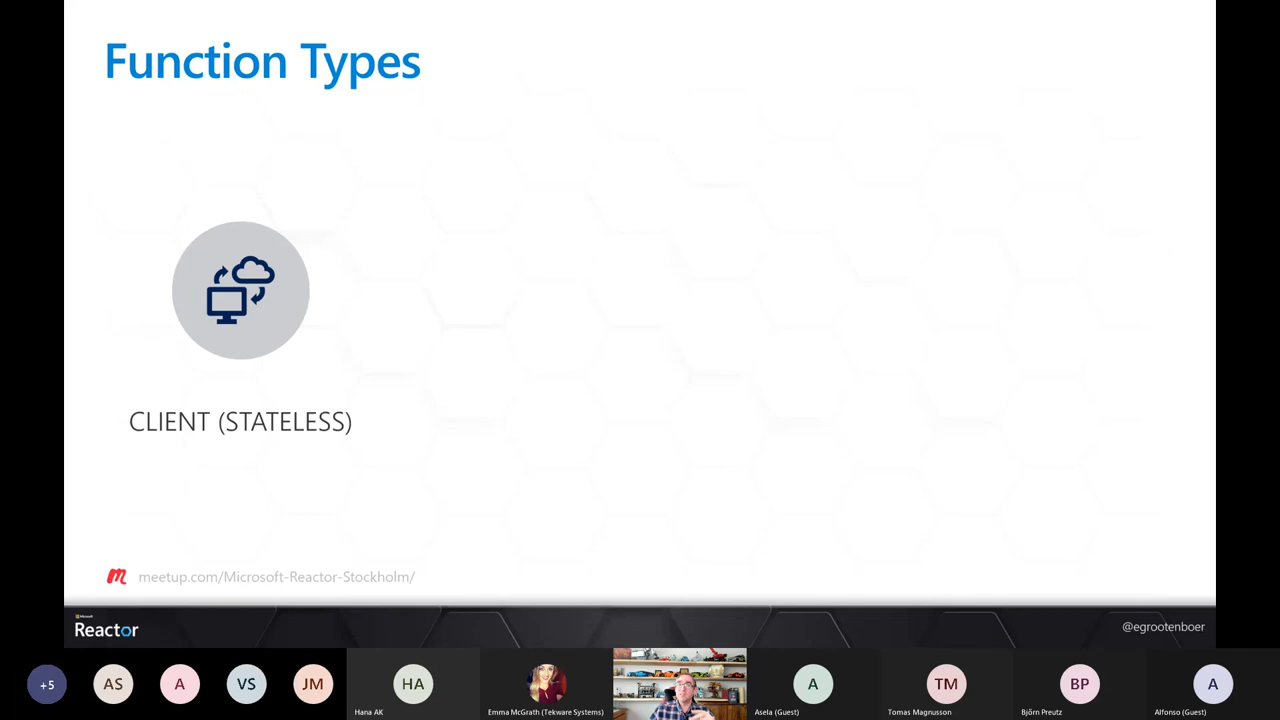 Function Types
CLIENT (STATELESS)
meetup.com/Microsoft-Reactor-Stockholm/
Microsoft
Reactor
@egrootenboer
+5
AS
A
VS
JM
HA
Hana AK
Emma McGrath (Tekware Systems)
A
Asela (Guest)
TM
Tomas Magnusson
BP
Björn Preutz
A
Alfonso (Guest)